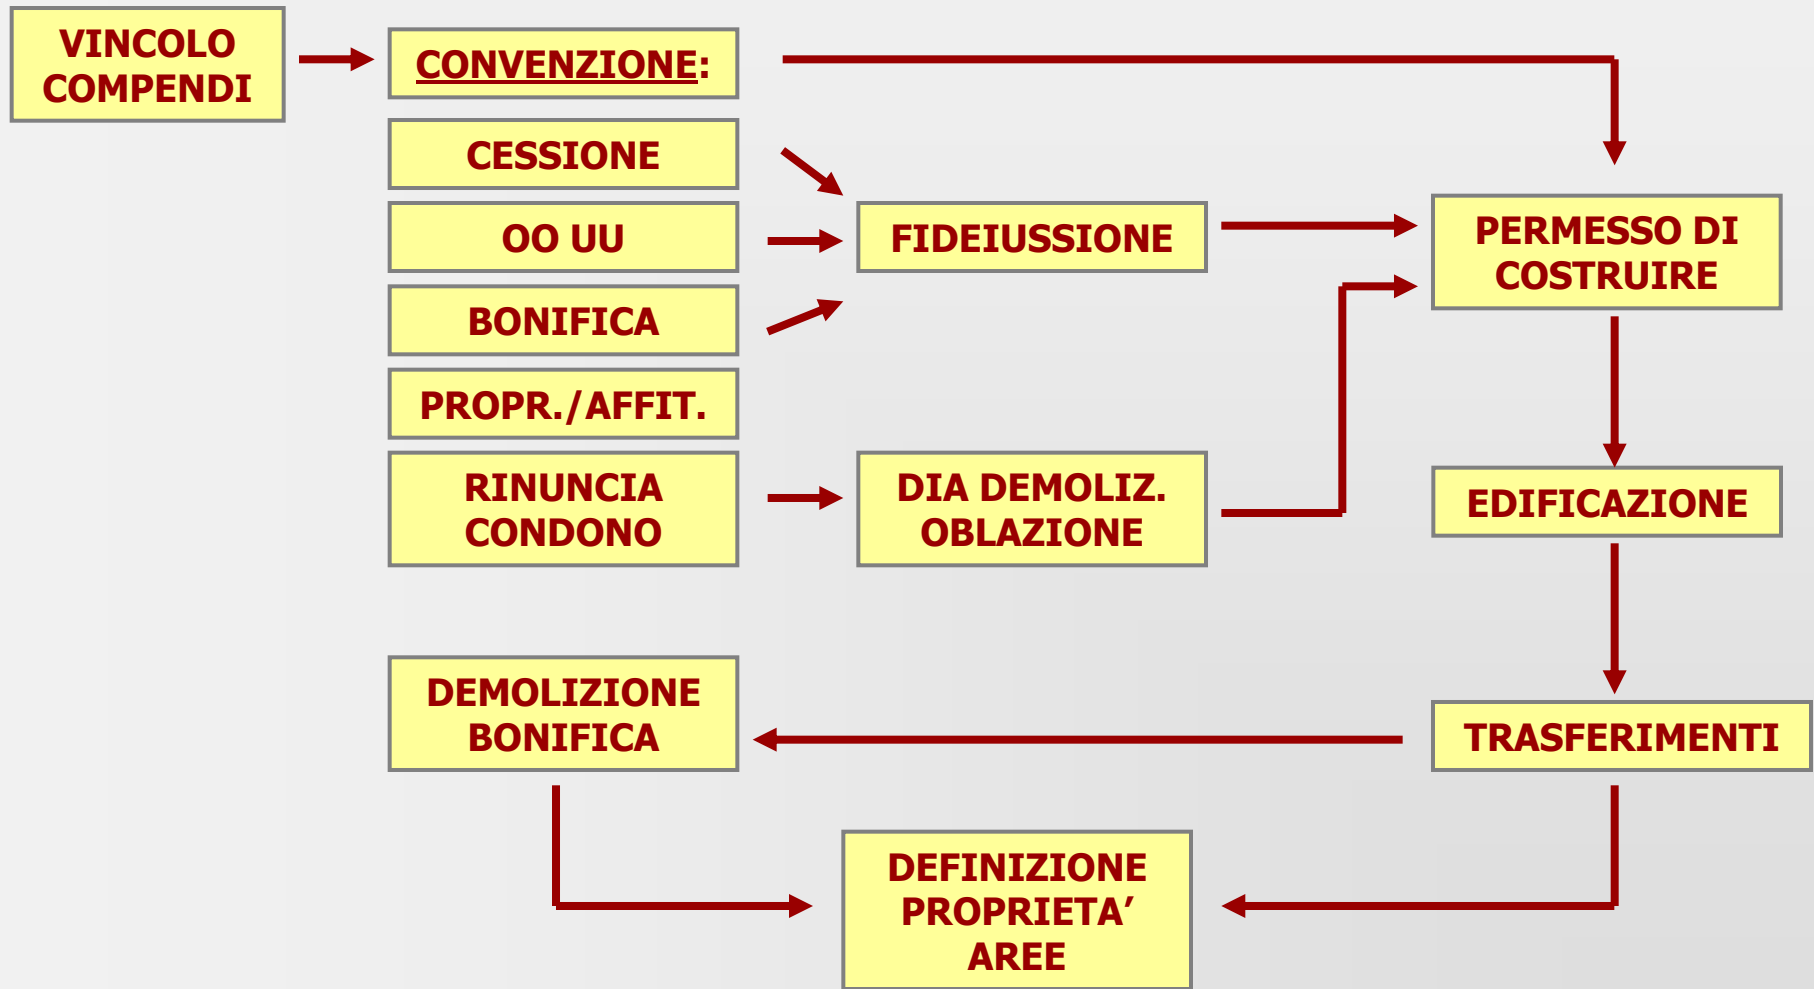 VINCOLO
COMPENDI
CONVENZIONE:
CESSIONE
OO UU
FIDEIUSSIONE
PERMESSO DI
COSTRUIRE
BONIFICA
PROPR./AFFIT.
RINUNCIA
CONDONO
DIA DEMOLIZ.
OBLAZIONE
EDIFICAZIONE
DEMOLIZIONE
BONIFICA
TRASFERIMENTI
DEFINIZIONE
PROPRIETA’
AREE